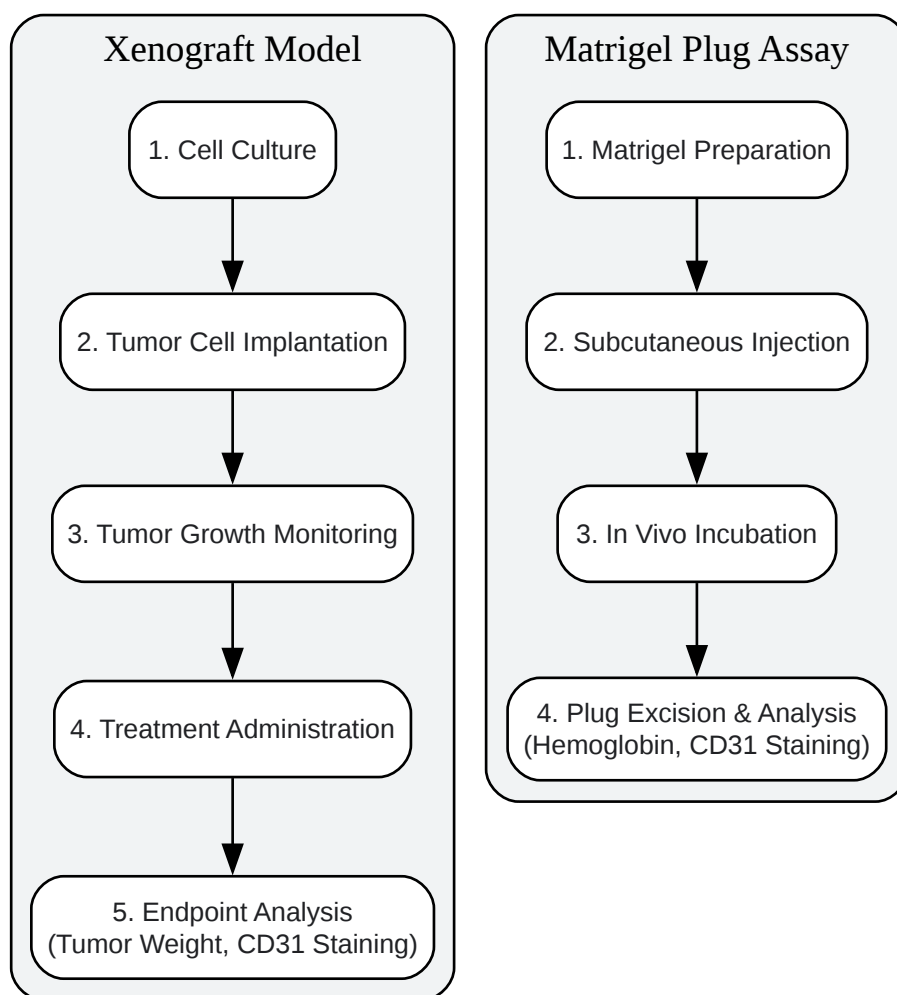 Xenograft Model
1. Cell Culture
2. Tumor Cell Implantation
3. Tumor Growth Monitoring
4. Treatment Administration
5. Endpoint Analysis
(Tumor Weight, CD31 Staining)
Matrigel Plug Assay
1. Matrigel Preparation
2. Subcutaneous Injection
3. In Vivo Incubation
4. Plug Excision & Analysis
(Hemoglobin, CD31 Staining)